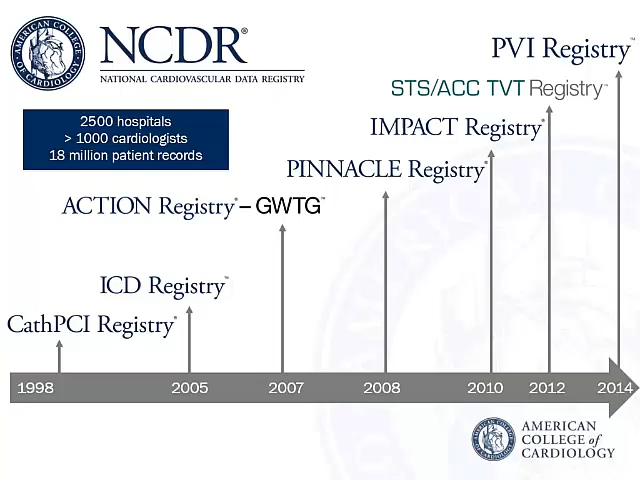 AMERICAN COLLEGE OF CARDIOLOGY
NCDR®
NATIONAL CARDIOVASCULAR DATA REGISTRY
2500 hospitals
> 1000 cardiologists
18 million patient records
PVI Registry™
STS/ACC TVT Registry™
IMPACT Registry®
PINNACLE Registry®
ACTION Registry®–GWTG™
ICD Registry™
CathPCI Registry®
1998 2005 2007 2008 2010 2012 2014
AMERICAN
COLLEGE of
CARDIOLOGY